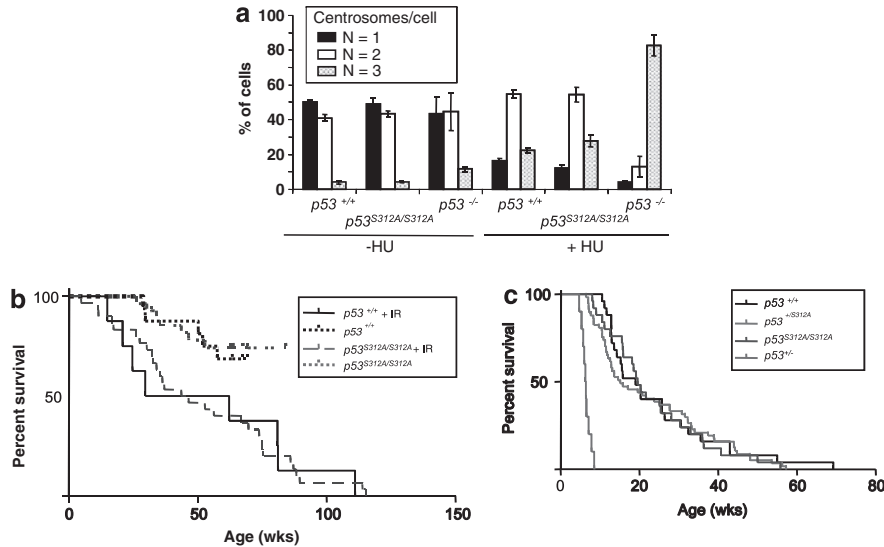 a
Centrosomes/cell
N = 1
N = 2
N = 3
% of cells
100
80
60
40
20
0
p53 +/+
p53 -/-
p53 +/+
p53 -/-
p53S312A/S312A
p53S312A/S312A
-HU
+ HU
b
Percent survival
100
50
0
50
100
150
Age (wks)
p53 +/+ + IR
p53 +/+
p53S312A/S312A + IR
p53S312A/S312A
c
Percent survival
100
50
0
20
40
60
80
Age (wks)
p53 +/+
p53 +/S312A
p53S312A/S312A
p53+/-